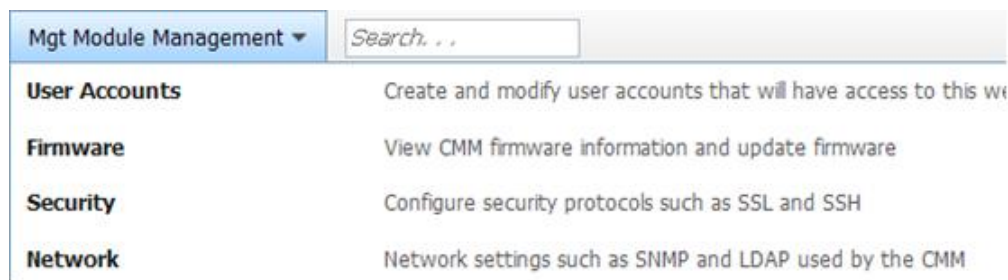 Mgt Module Management Search. . .
User Accounts Create and modify user accounts that will have access to this
Firmware View CMM firmware information and update firmware
Security Configure security protocols such as SSL and SSH
Network Network settings such as SNMP and LDAP used by the CMM